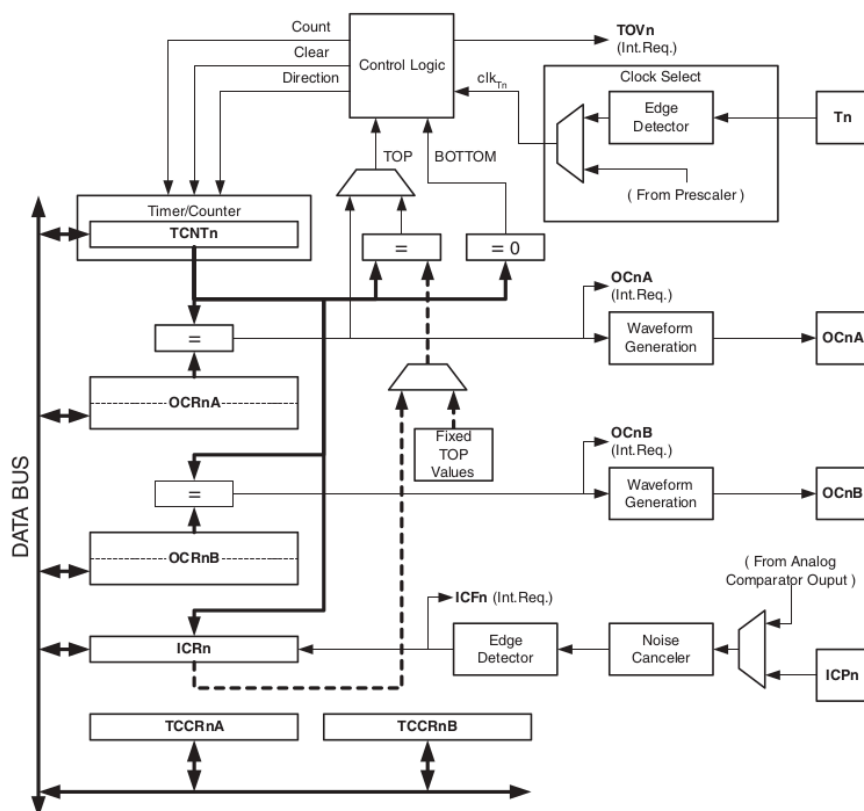 Count
Clear
Direction
Control Logic
TOVn
(Int.Req.)
clkTn
Clock Select
Edge
Detector
Tn
( From Prescaler )
TOP
BOTTOM
Timer/Counter
TCNTn
=
= 0
OCnA
(Int.Req.)
=
Waveform
Generation
OCnA
OCRnA
Fixed
TOP
Values
OCnB
(Int.Req.)
=
Waveform
Generation
OCnB
OCRnB
DATA BUS
( From Analog
Comparator Ouput )
ICFn (Int.Req.)
ICRn
Edge
Detector
Noise
Canceler
ICPn
TCCRnA
TCCRnB